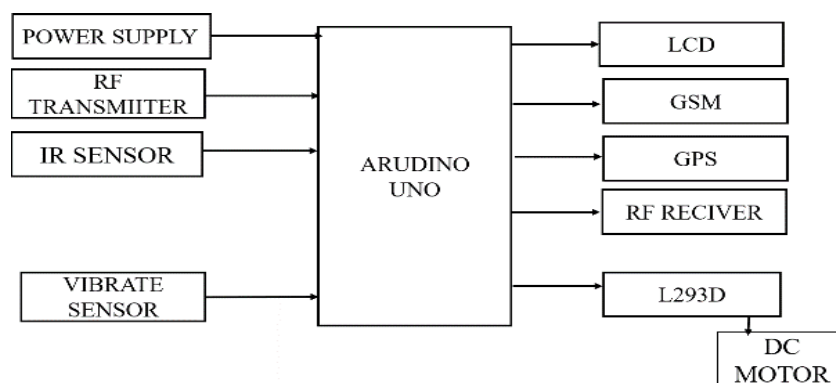 POWER SUPPLY
RF
TRANSMIITER
IR SENSOR
VIBRATE
SENSOR
ARUDINO
UNO
LCD
GSM
GPS
RF RECIVER
L293D
DC
MOTOR